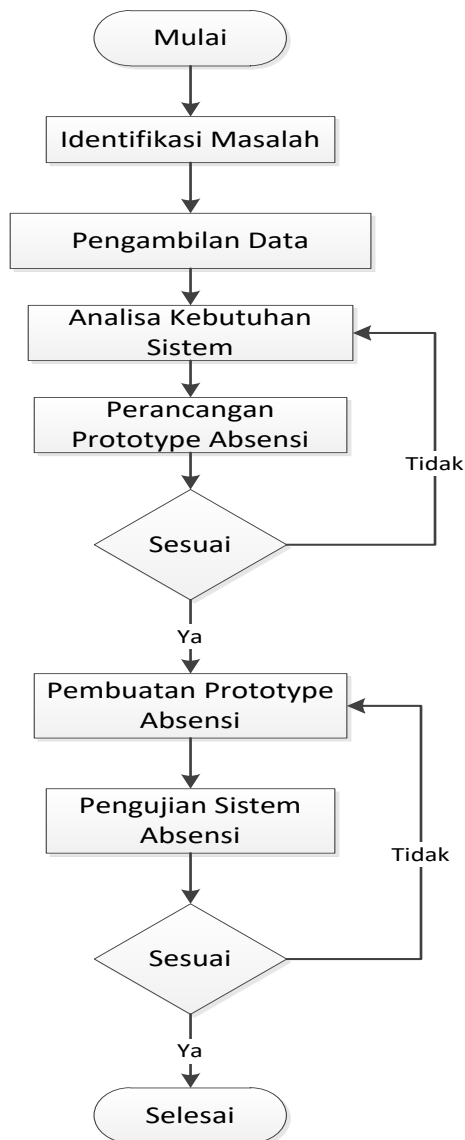 Mulai
Identifikasi Masalah
Pengambilan Data
Analisa Kebutuhan
Sistem
Perancangan
Prototype Absensi
Tidak
Sesuai
Ya
Pembuatan Prototype
Absensi
Pengujian Sistem
Absensi
Tidak
Sesuai
Ya
Selesai